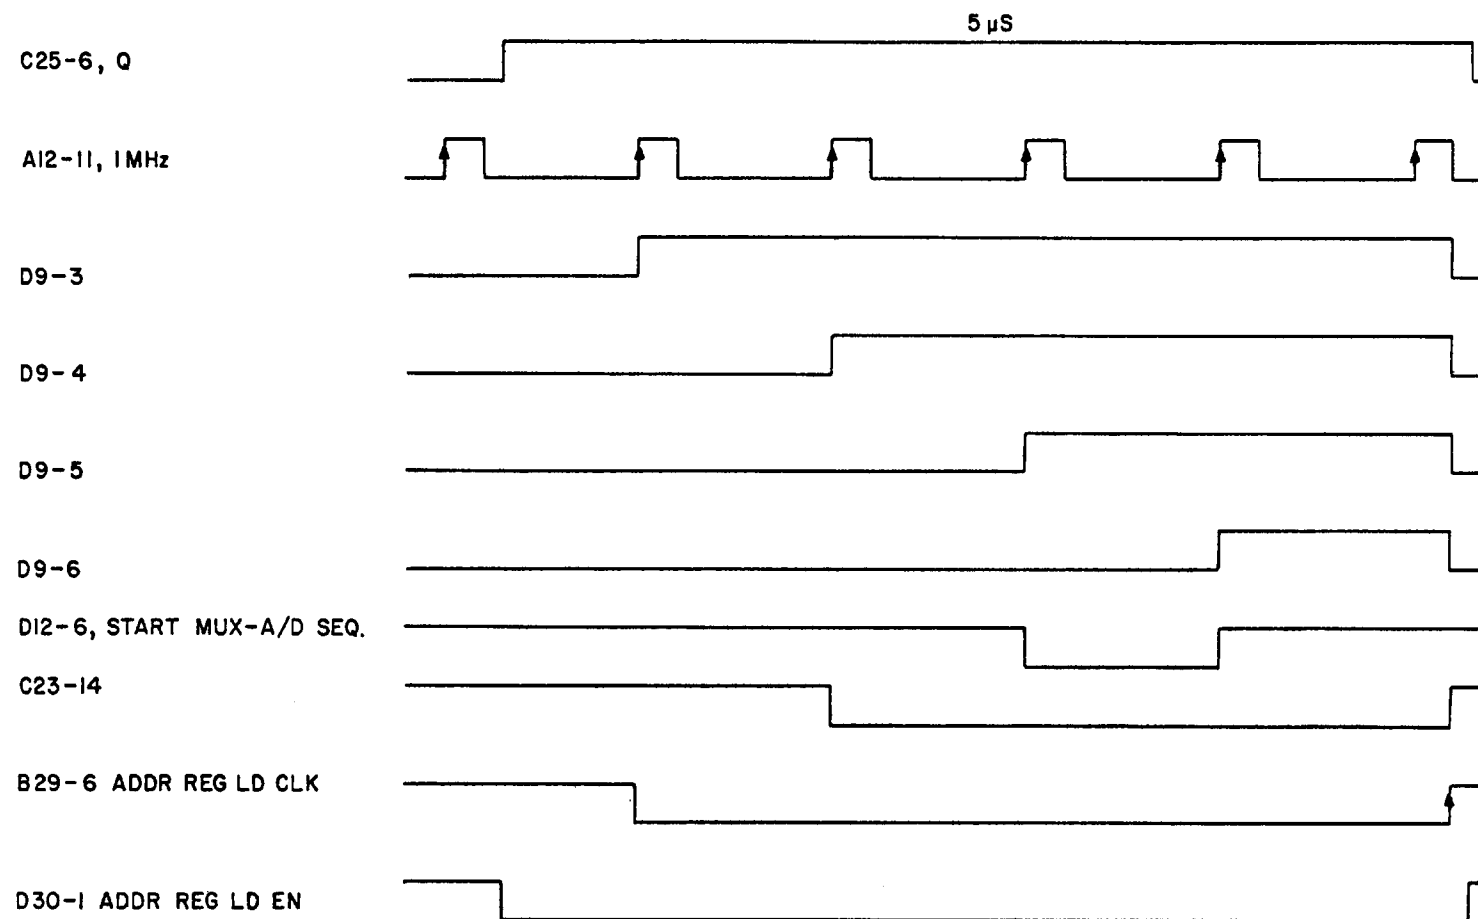 5 µS
C25-6, Q
A12-11, 1MHz
D9-3
D9-4
D9-5
D9-6
D12-6, START MUX-A/D SEQ.
C23-14
B29-6 ADDR REG LD CLK
D30-1 ADDR REG LD EN